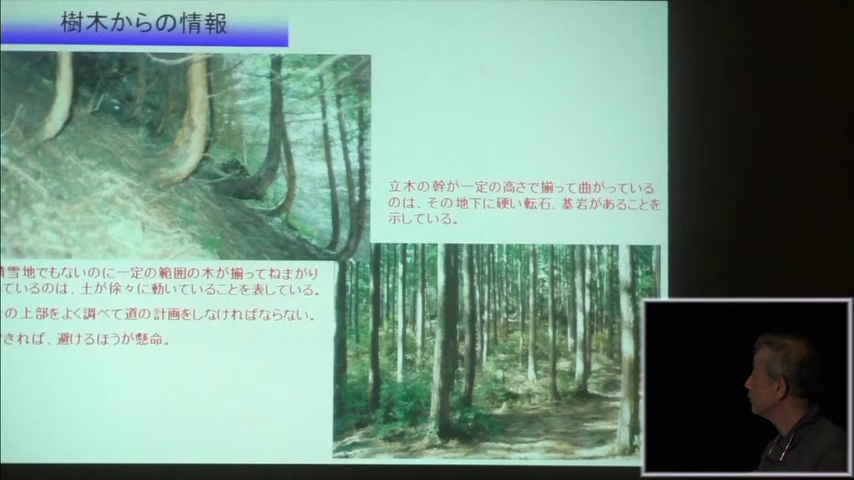 樹木からの情報
立木の幹が一定の高さで揃って曲がっている
のは、その地下に硬い転石、基岩があることを
示している。
雪地でもないのに一定の範囲の木が揃ってねまがり
ているのは、土が徐々に動いていることを表している。
の上部をよく調べて道の計画をしなければならない。
きれば、避けるほうが懸命。